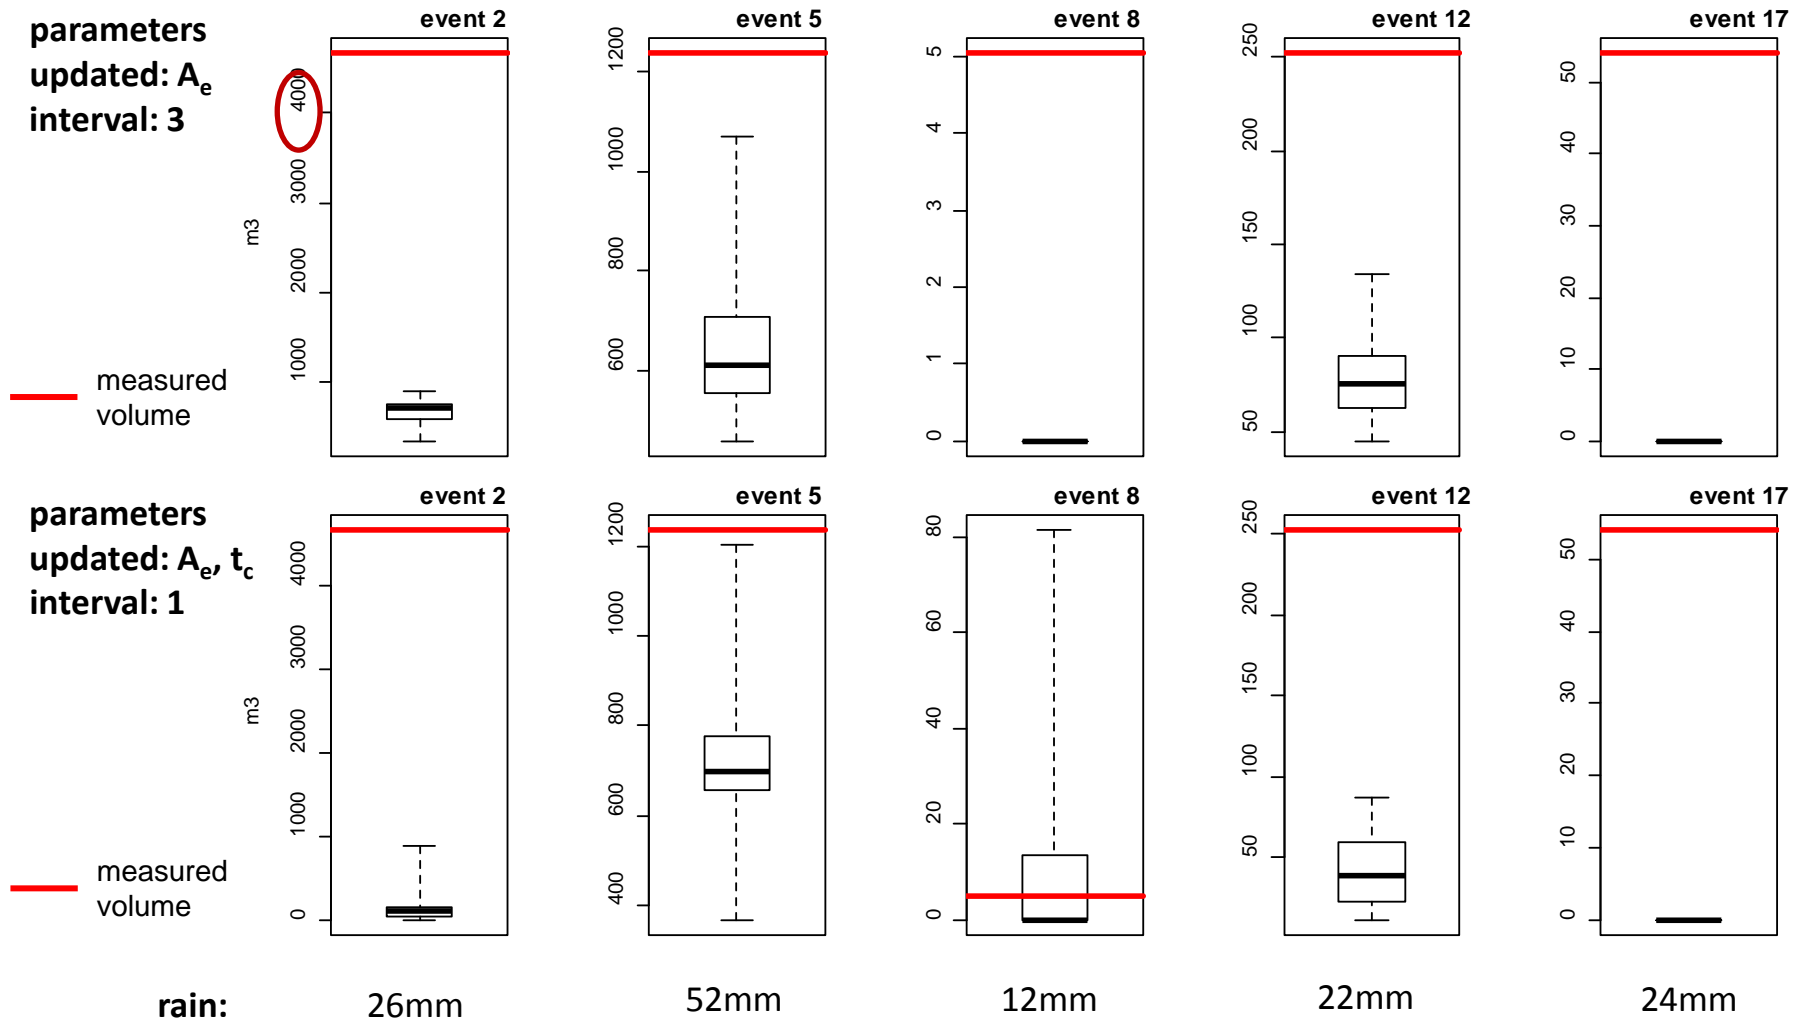 parameters
updated: Ae
interval: 3
measured
volume
m3
event 2
1000
2000
3000
4000
event 5
600
800
1000
1200
event 8
0
1
2
3
4
5
event 12
50
100
150
200
250
event 17
0
10
20
30
40
50
parameters
updated: Ae, tc
interval: 1
measured
volume
m3
event 2
0
1000
2000
3000
4000
event 5
400
600
800
1000
1200
event 8
0
20
40
60
80
event 12
50
100
150
200
250
event 17
0
10
20
30
40
50
rain: 26mm 52mm 12mm 22mm 24mm